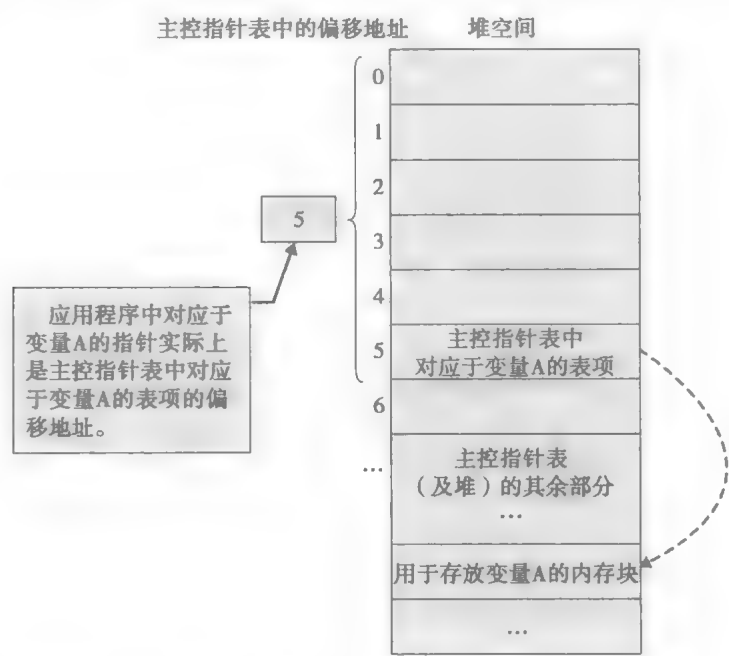 主控指针表中的偏移地址
堆空间
0
1
2
5
3
4
应用程序中对应于
变量A的指针实际上
是主控指针表中对应
于变量A的表项的偏
移地址。
5
主控指针表中
对应于变量A的表项
6
…
主控指针表
（及堆）的其余部分
…
用于存放变量A的内存块
…